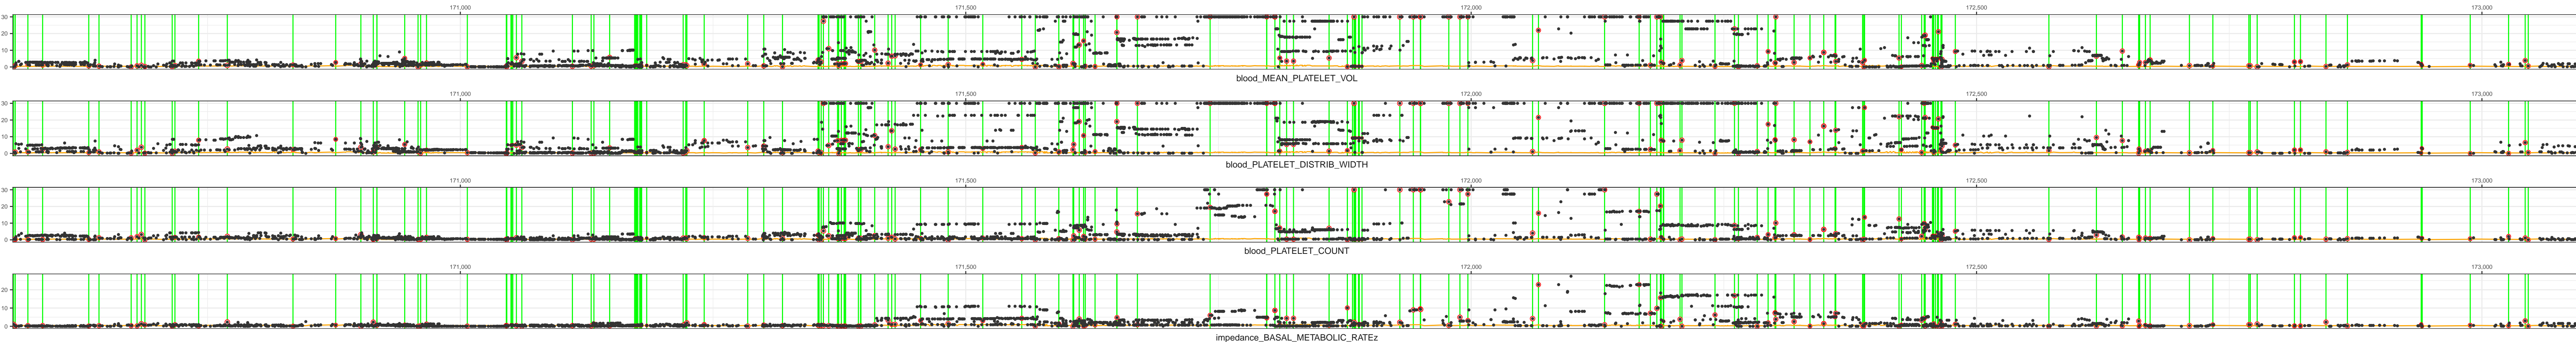 171,000 171,500 172,000 172,500 173,000
30
20
10
0
blood_MEAN_PLATELET_VOL
171,000 171,500 172,000 172,500 173,000
30
20
10
0
blood_PLATELET_DISTRIB_WIDTH
171,000 171,500 172,000 172,500 173,000
30
20
10
0
blood_PLATELET_COUNT
171,000 171,500 172,000 172,500 173,000
20
10
0
impedance_BASAL_METABOLIC_RATEz